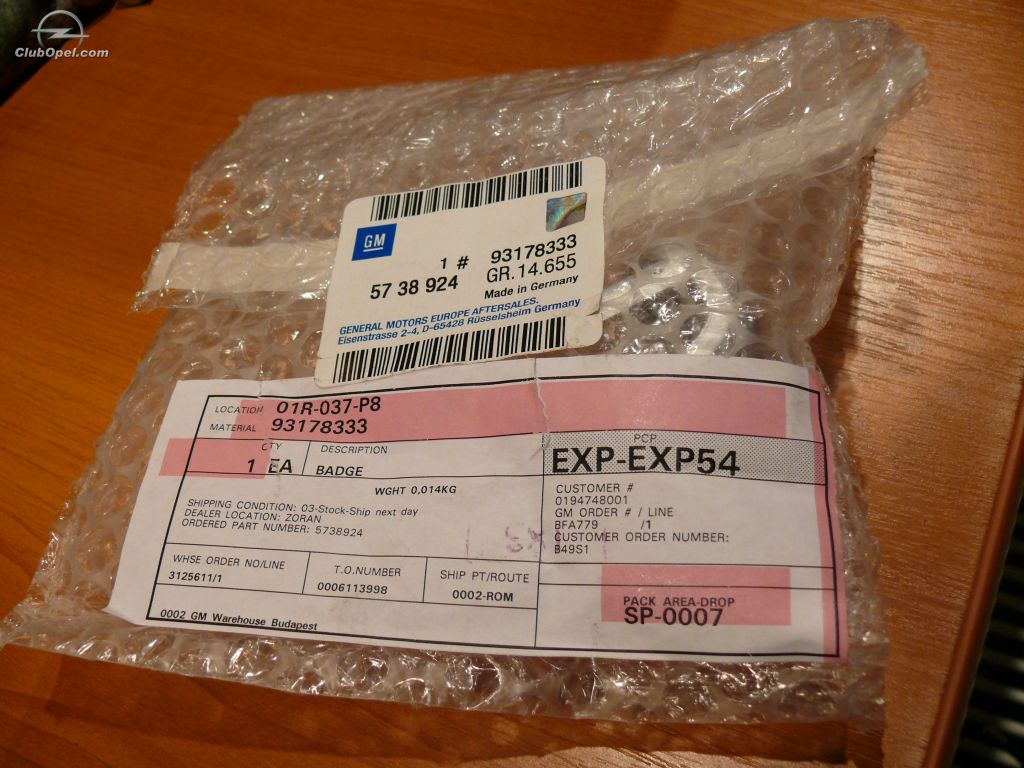 ClubOpel.com
GM
1 # 93178333
57 38 924 GR.14.655
Made in Germany
GENERAL MOTORS EUROPE AFTERSALES.
Eisenstrasse 2-4, D-65428 Rüsselsheim Germany
LOCATION 01R-037-P8
MATERIAL 93178333
QTY DESCRIPTION PCP
1 EA BADGE EXP-EXP54
WGHT 0,014KG
CUSTOMER #
0194748001
SHIPPING CONDITION: 03-Stock-Ship next day
DEALER LOCATION: ZORAN
ORDERED PART NUMBER: 5738924
GM ORDER # / LINE
BFA779 /1
CUSTOMER ORDER NUMBER:
B49S1
WHSE ORDER NO/LINE T.O.NUMBER SHIP PT/ROUTE
3125611/1 0006113998 0002-ROM
PACK AREA-DROP
SP-0007
0002 GM Warehouse Budapest